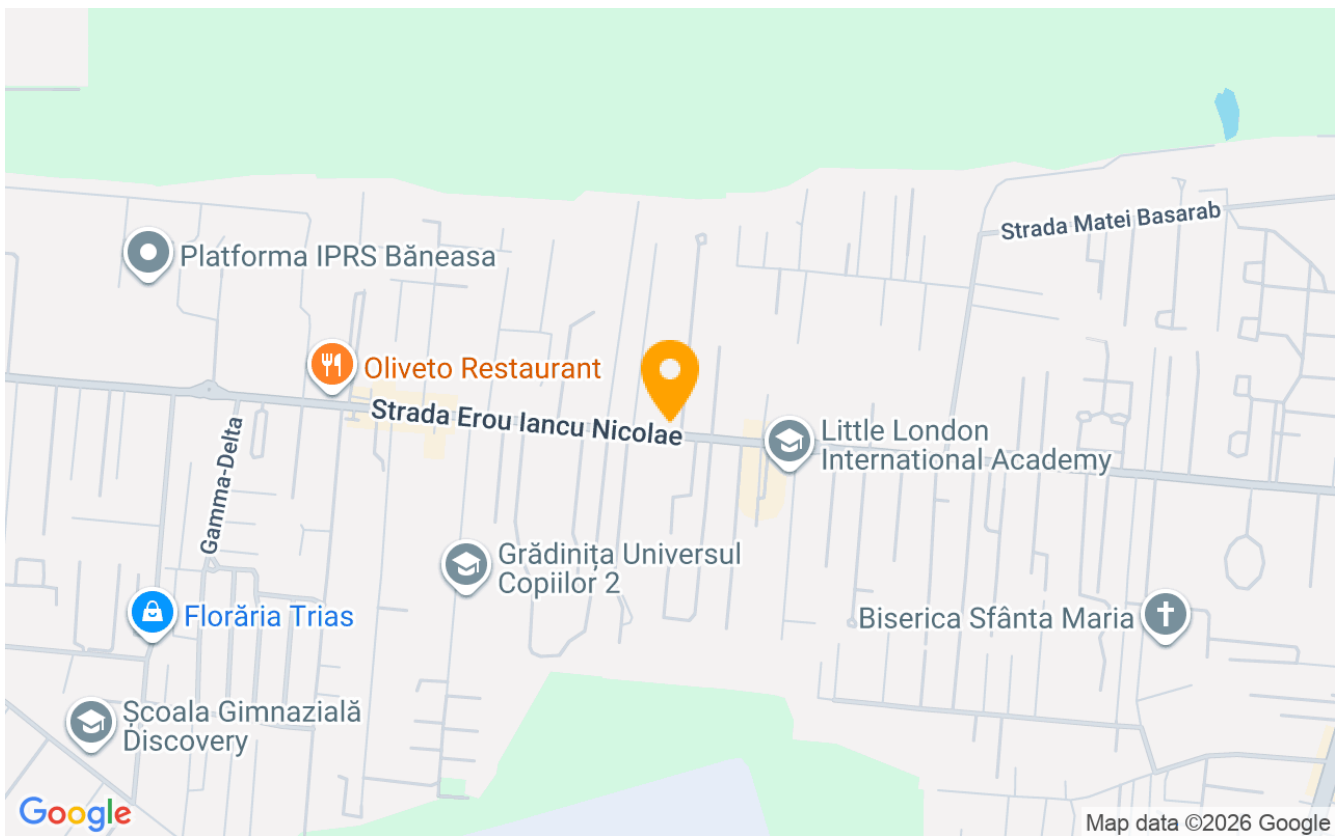 Strada Matei Basarab
Platforma IPRS Băneasa
Oliveto Restaurant
Strada Erou Iancu Nicolae
Little London
International Academy
Gamma-Delta
Grădinița Universul
Copiilor 2
Florăria Trias
Biserica Sfânta Maria
Școala Gimnazială
Discovery
Google
Map data ©2026 Google